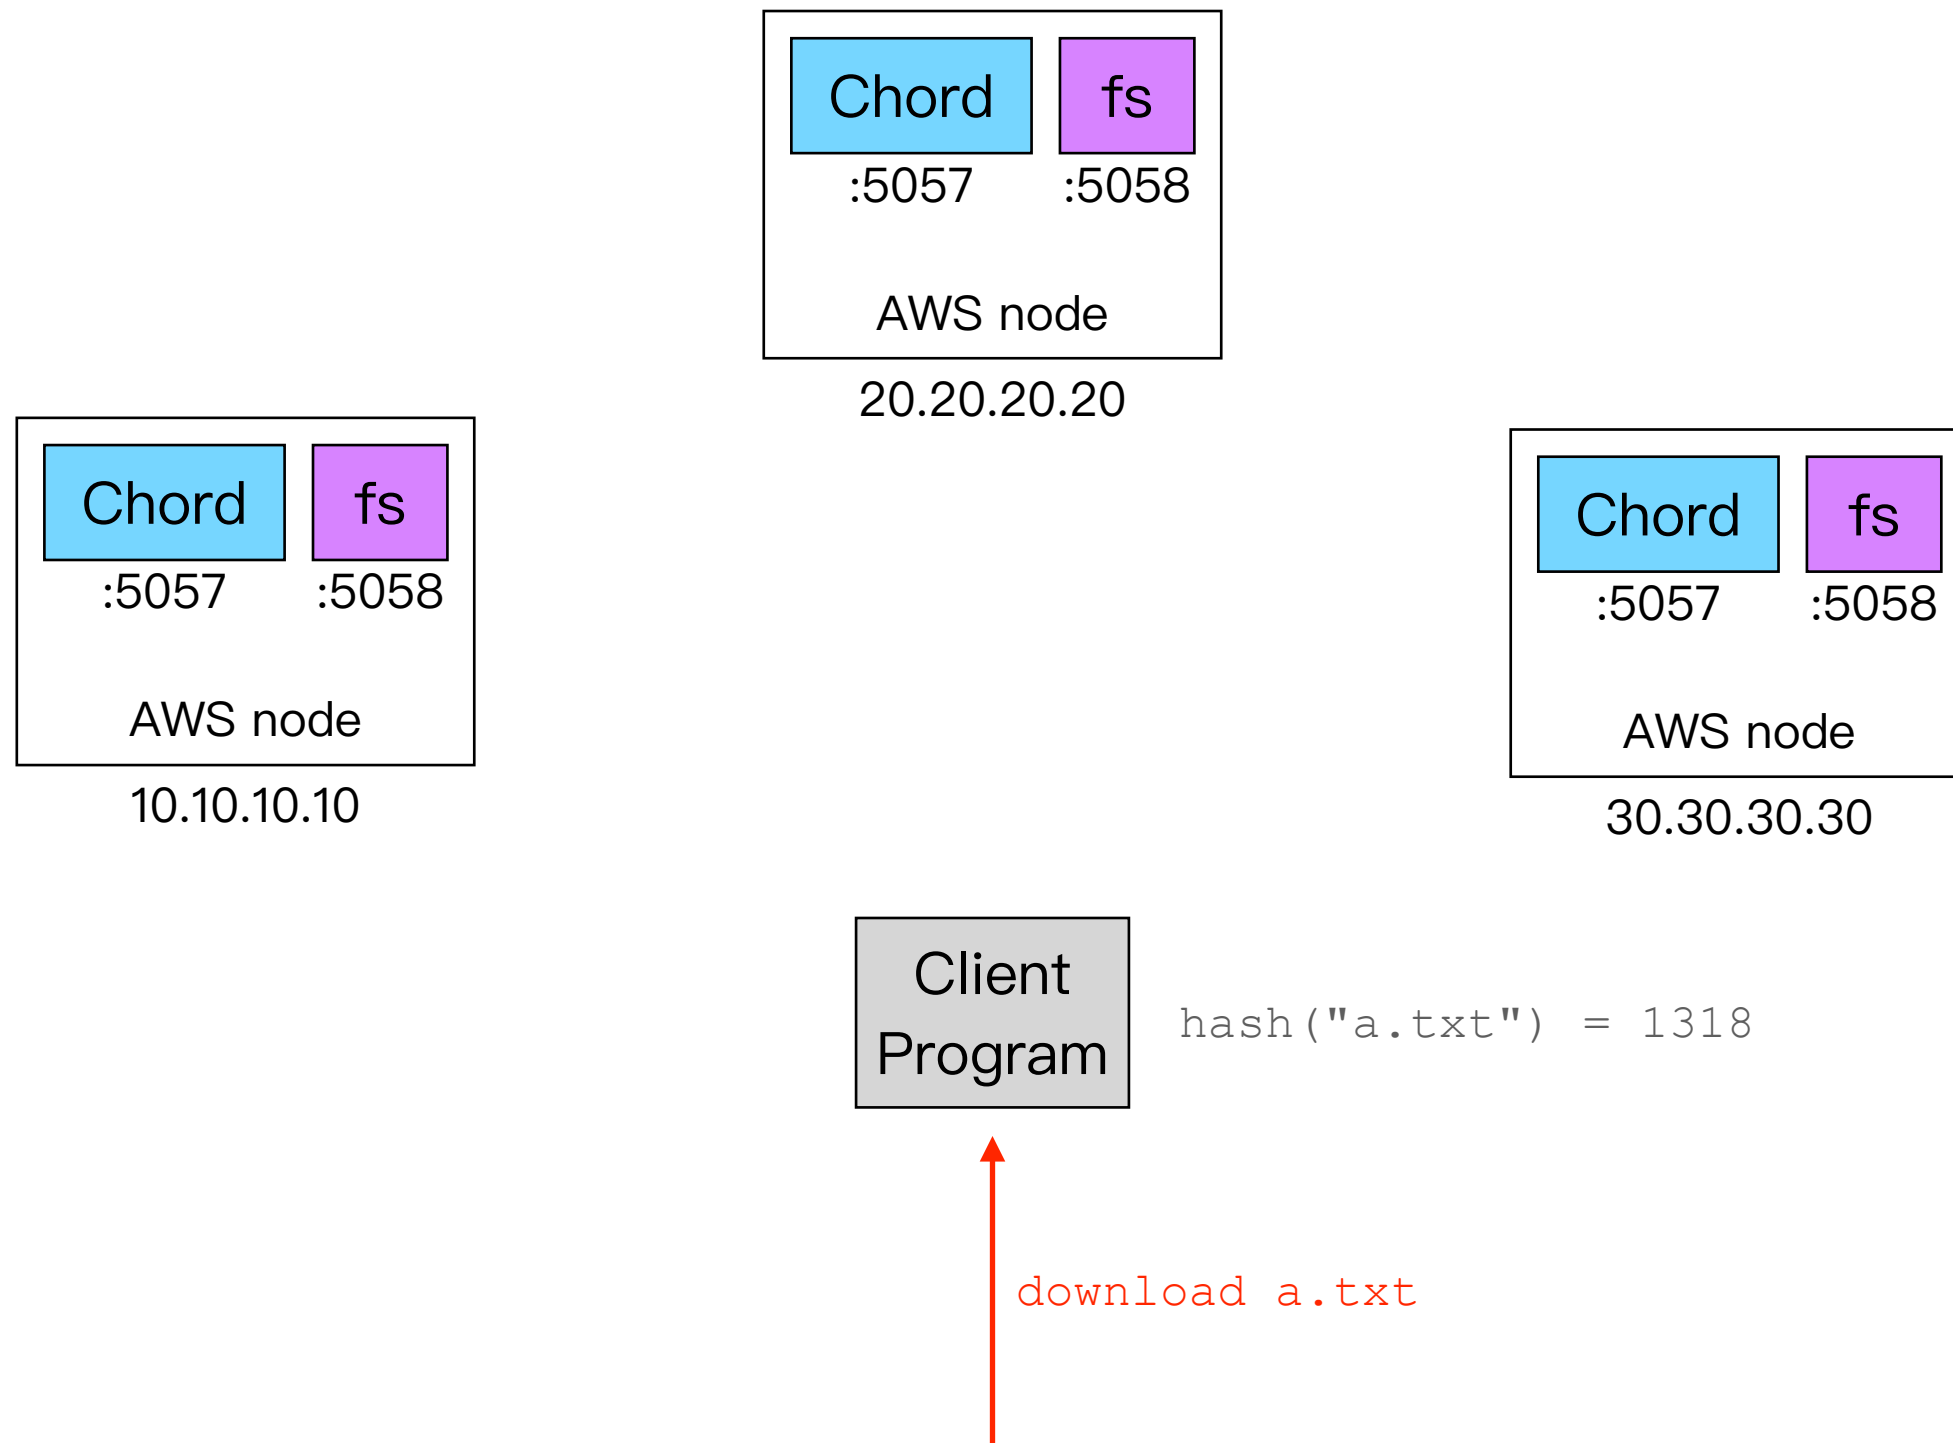 Chord fs
:5057 :5058
AWS node
20.20.20.20
Chord fs
:5057 :5058
AWS node
10.10.10.10
Chord fs
:5057 :5058
AWS node
30.30.30.30
Client
Program
hash("a.txt") = 1318
download a.txt